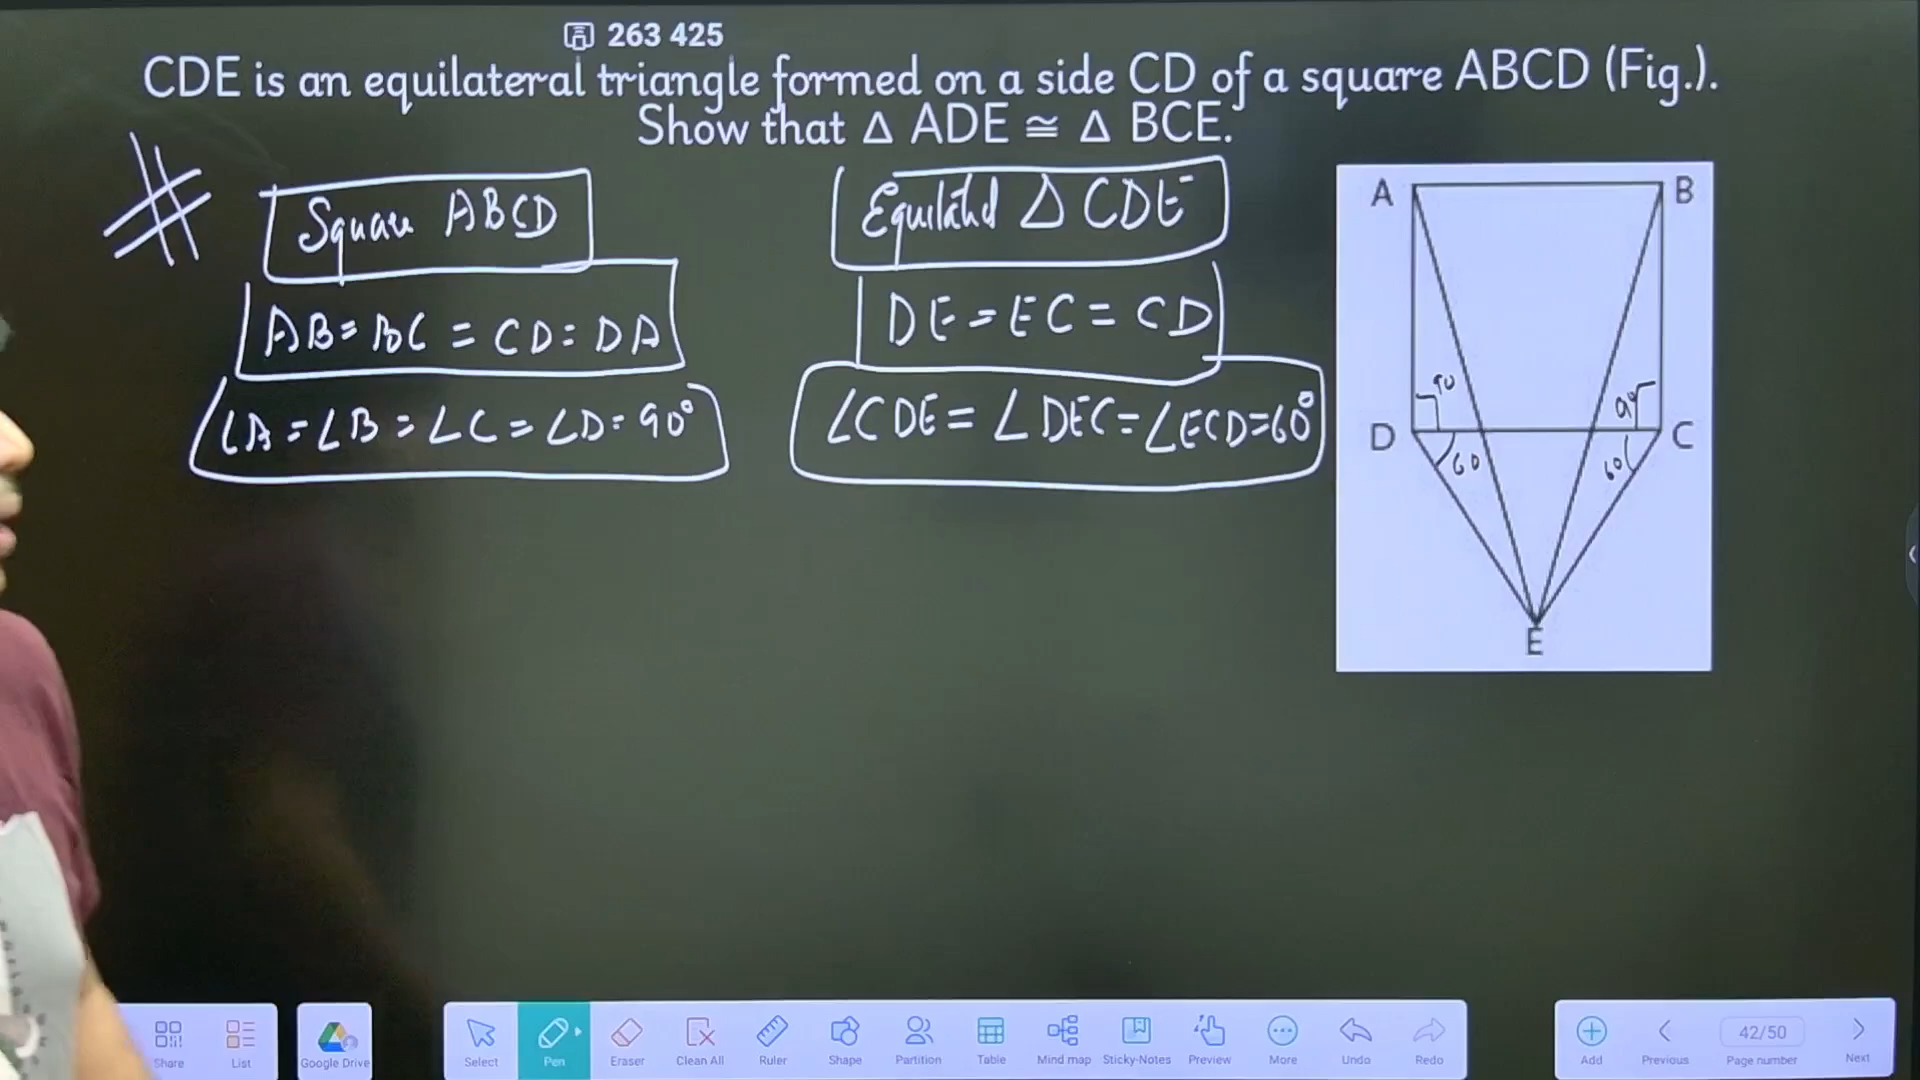 263 425
CDE is an equilateral triangle formed on a side CD of a square ABCD (Fig.).
Show that Δ ADE ≅ Δ BCE.
Square ABCD
AB = BC = CD = DA
∠A = ∠B = ∠C = ∠D = 90°
Δ CDE
DE = EC = CD
∠CDE = ∠DEC = ∠ECD = 60°
A
B
90
90
D
C
60
60
E
Share
List
Google Drive
Select
Pen
Eraser
Clean All
Ruler
Shape
Partition
Table
Mind map
Sticky-Notes
Preview
More
Undo
Redo
Add
Previous
42/50
Page number
Next